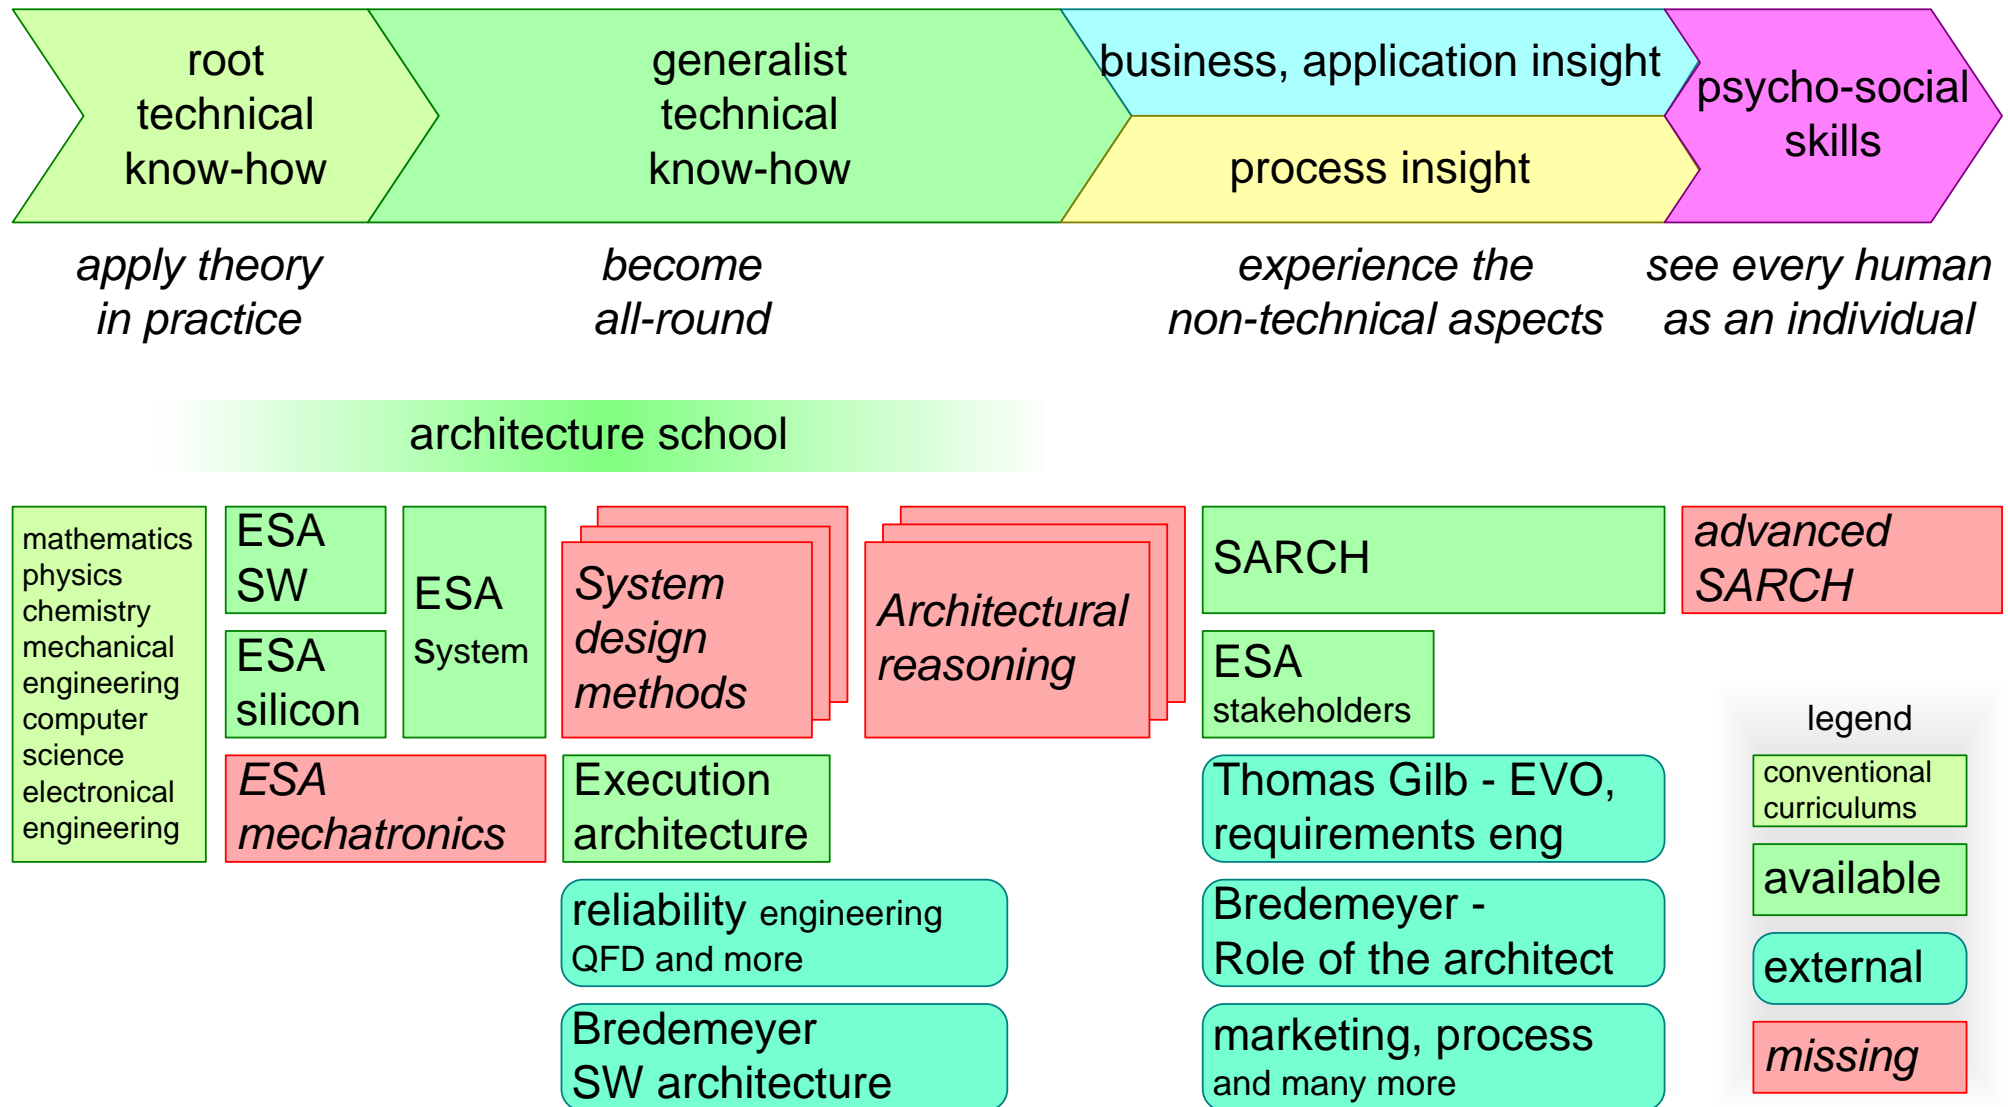 root
technical
know-how
generalist
technical
know-how
business, application insight
process insight
psycho-social
skills
apply theory
in practice
become
all-round
experience the
non-technical aspects
see every human
as an individual
architecture school
mathematics
physics
chemistry
mechanical
engineering
computer
science
electronical
engineering
ESA
SW
ESA
silicon
ESA
system
ESA
mechatronics
System
design
methods
Architectural
reasoning
Execution
architecture
reliability engineering
QFD and more
Bredemeyer
SW architecture
SARCH
ESA
stakeholders
Thomas Gilb - EVO,
requirements eng
Bredemeyer -
Role of the architect
marketing, process
and many more
advanced
SARCH
legend
conventional
curriculums
available
external
missing